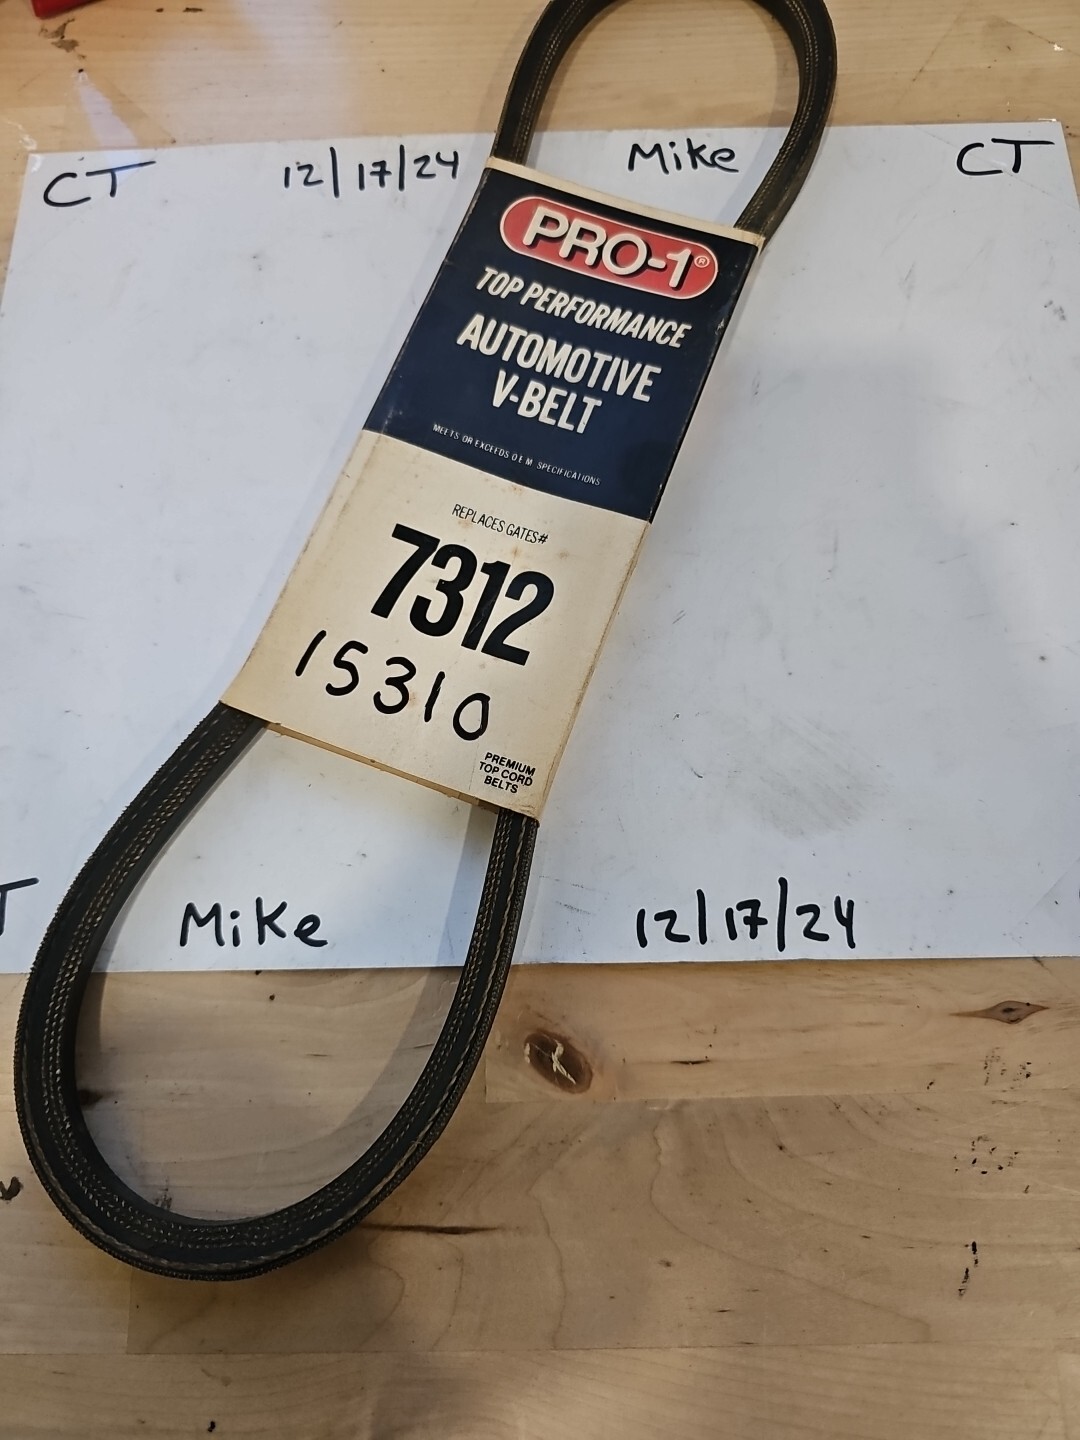 CT 12/17/24 Mike CT
PRO-1®
TOP PERFORMANCE
AUTOMOTIVE
V-BELT
MEETS OR EXCEEDS O.E.M. SPECIFICATIONS
REPLACES GATES#
7312
15310
PREMIUM
TOP CORD
BELTS
T Mike 12/17/24